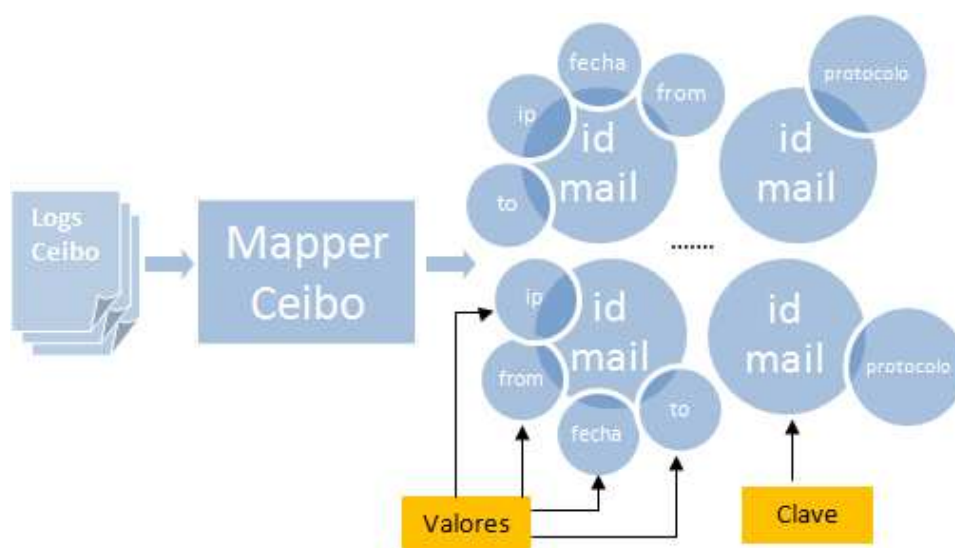 Logs
Ceibo
Mapper
Ceibo
fecha
ip
from
to
id
mail
protocolo
id
mail
.......
ip
from
fecha
to
id
mail
id
mail
protocolo
Valores
Clave